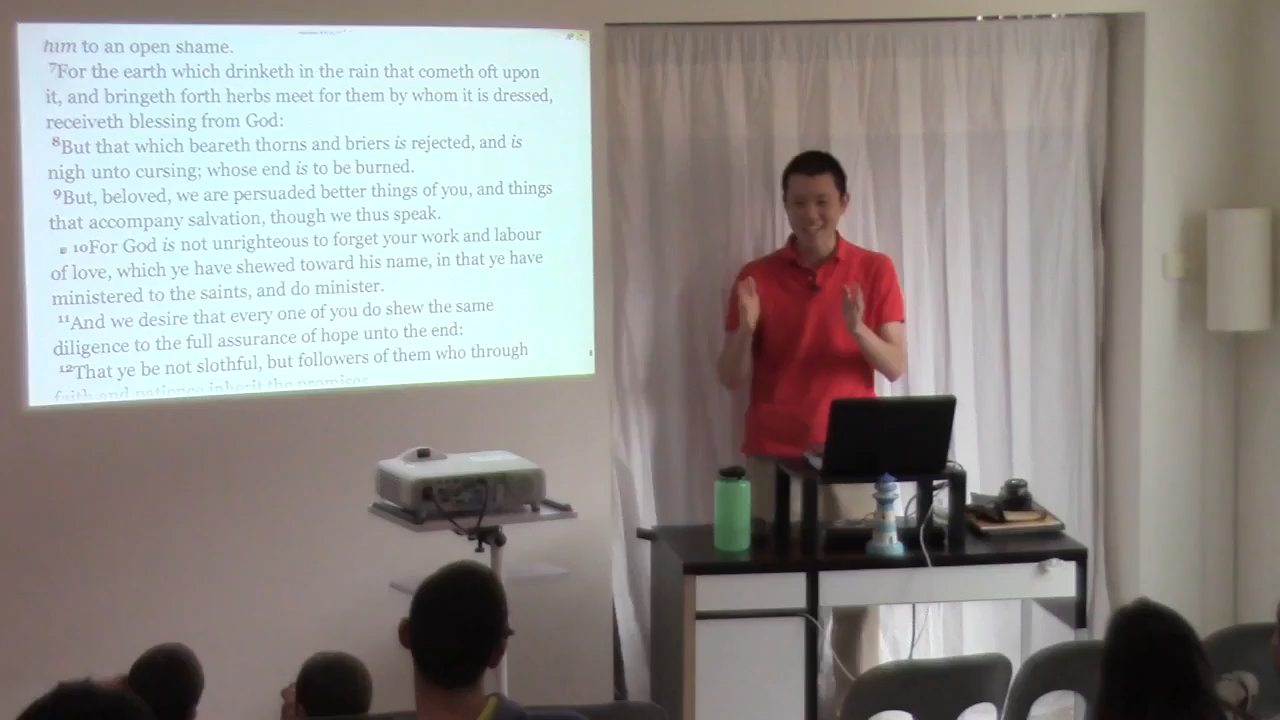 him to an open shame.
7For the earth which drinketh in the rain that cometh oft upon
it, and bringeth forth herbs meet for them by whom it is dressed,
receiveth blessing from God:
8But that which beareth thorns and briers is rejected, and is
nigh unto cursing; whose end is to be burned.
9But, beloved, we are persuaded better things of you, and things
that accompany salvation, though we thus speak.
10For God is not unrighteous to forget your work and labour
of love, which ye have shewed toward his name, in that ye have
ministered to the saints, and do minister.
11And we desire that every one of you do shew the same
diligence to the full assurance of hope unto the end:
12That ye be not slothful, but followers of them who through
faith and patience inherit the promises